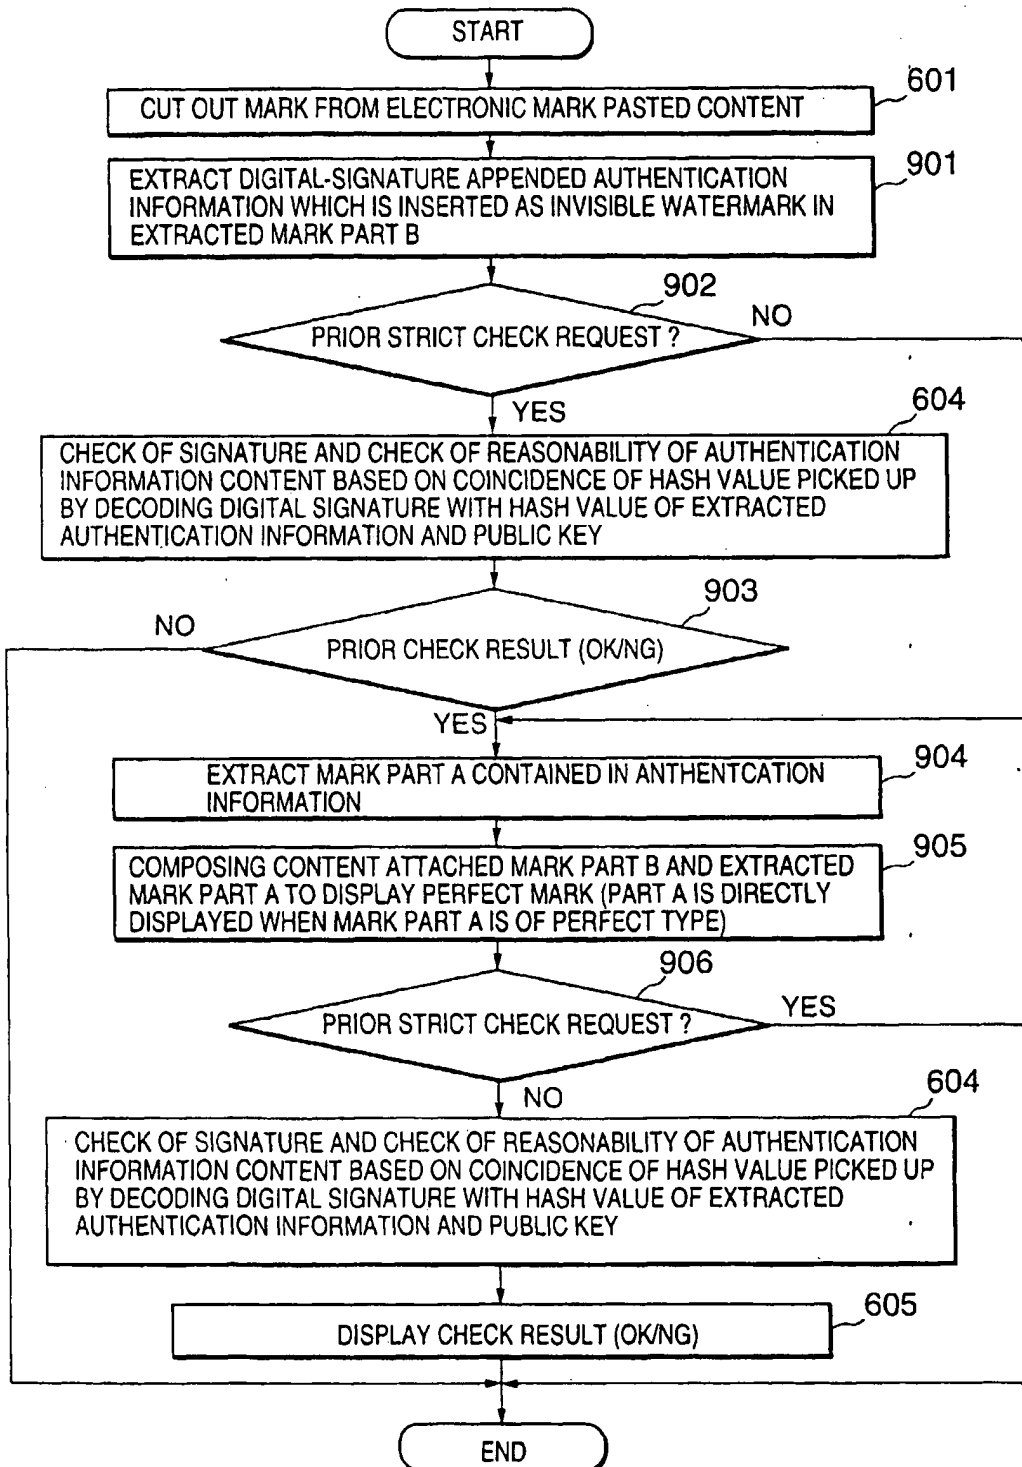 START
601
CUT OUT MARK FROM ELECTRONIC MARK PASTED CONTENT
901
EXTRACT DIGITAL-SIGNATURE APPENDED AUTHENTICATION
INFORMATION WHICH IS INSERTED AS INVISIBLE WATERMARK IN
EXTRACTED MARK PART B
902
PRIOR STRICT CHECK REQUEST ?
NO
YES
604
CHECK OF SIGNATURE AND CHECK OF REASONABILITY OF AUTHENTICATION
INFORMATION CONTENT BASED ON COINCIDENCE OF HASH VALUE PICKED UP
BY DECODING DIGITAL SIGNATURE WITH HASH VALUE OF EXTRACTED
AUTHENTICATION INFORMATION AND PUBLIC KEY
903
NO
PRIOR CHECK RESULT (OK/NG)
YES
904
EXTRACT MARK PART A CONTAINED IN ANTHENTCATION
INFORMATION
905
COMPOSING CONTENT ATTACHED MARK PART B AND EXTRACTED
MARK PART A TO DISPLAY PERFECT MARK (PART A IS DIRECTLY
DISPLAYED WHEN MARK PART A IS OF PERFECT TYPE)
906
PRIOR STRICT CHECK REQUEST ?
YES
NO
604
CHECK OF SIGNATURE AND CHECK OF REASONABILITY OF AUTHENTICATION
INFORMATION CONTENT BASED ON COINCIDENCE OF HASH VALUE PICKED UP
BY DECODING DIGITAL SIGNATURE WITH HASH VALUE OF EXTRACTED
AUTHENTICATION INFORMATION AND PUBLIC KEY
605
DISPLAY CHECK RESULT (OK/NG)
END